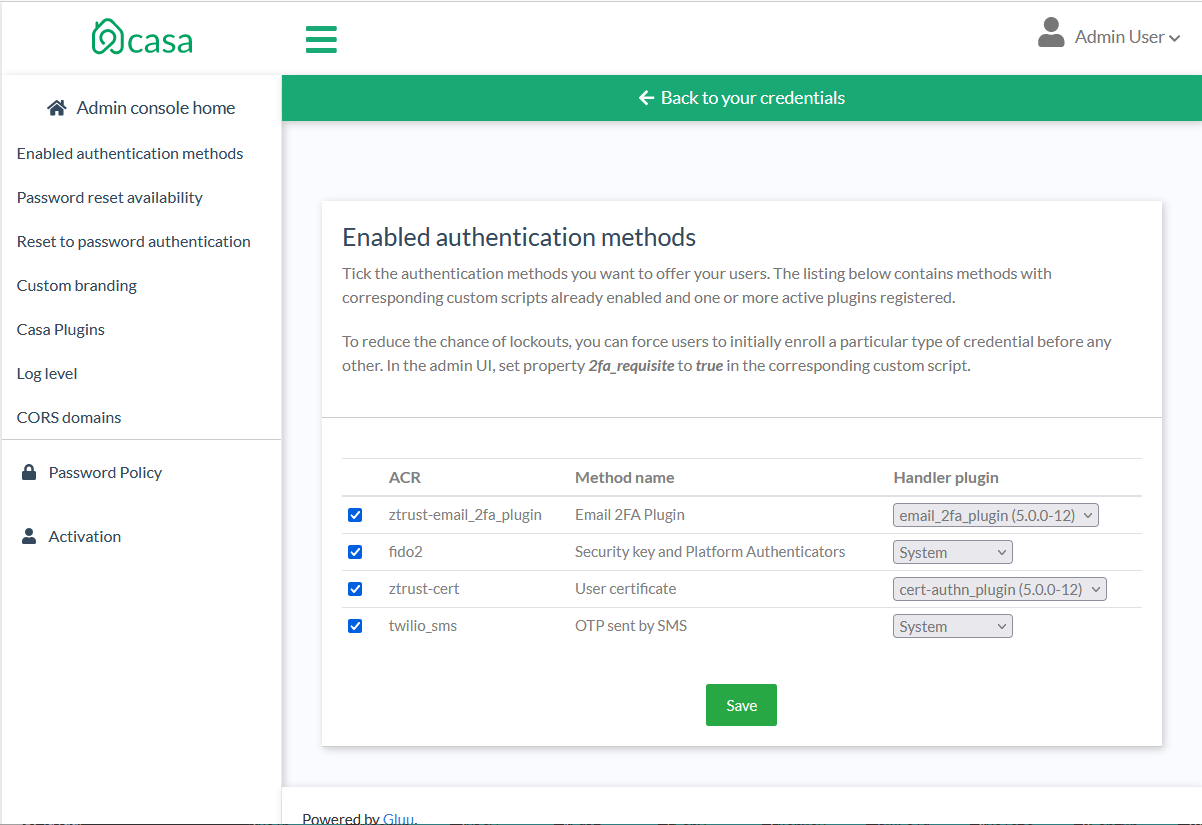 casa
Admin User
Admin console home
Back to your credentials
Enabled authentication methods
Password reset availability
Reset to password authentication
Custom branding
Casa Plugins
Log level
CORS domains
Password Policy
Activation
Enabled authentication methods
Tick the authentication methods you want to offer your users. The listing below contains methods with
corresponding custom scripts already enabled and one or more active plugins registered.
To reduce the chance of lockouts, you can force users to initially enroll a particular type of credential before any
other. In the admin UI, set property 2fa_requisite to true in the corresponding custom script.
ACR Method name Handler plugin
ztrust-email_2fa_plugin Email 2FA Plugin email_2fa_plugin (5.0.0-12)
fido2 Security key and Platform Authenticators System
ztrust-cert User certificate cert-authn_plugin (5.0.0-12)
twilio_sms OTP sent by SMS System
Save
Powered by Gluu.